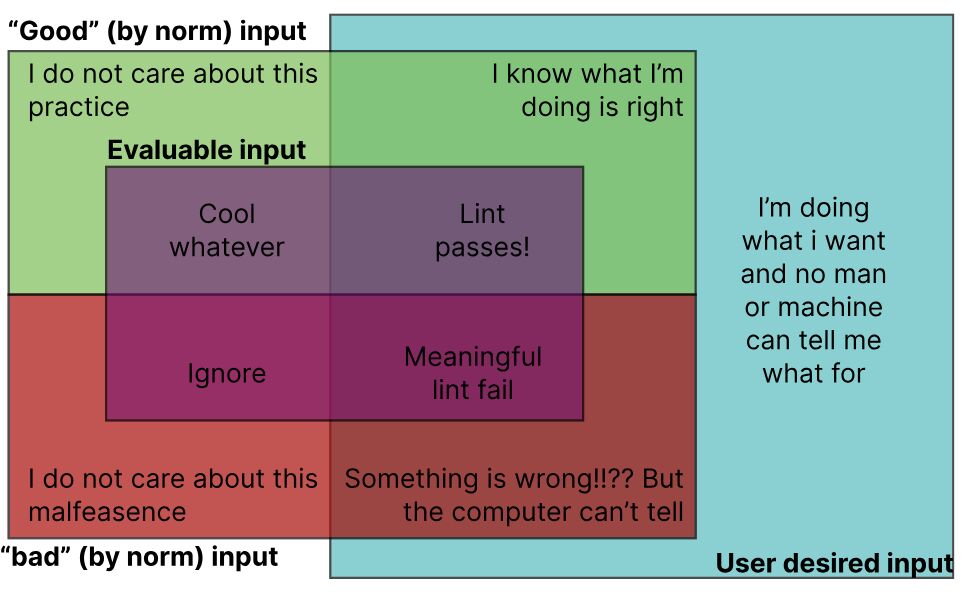 “Good” (by norm) input
I do not care about this
practice
I know what I’m
doing is right
Evaluable input
Cool
whatever
Lint
passes!
I’m doing
what i want
and no man
or machine
can tell me
what for
Ignore
Meaningful
lint fail
I do not care about this
malfeasence
Something is wrong!!?? But
the computer can’t tell
“bad” (by norm) input
User desired input